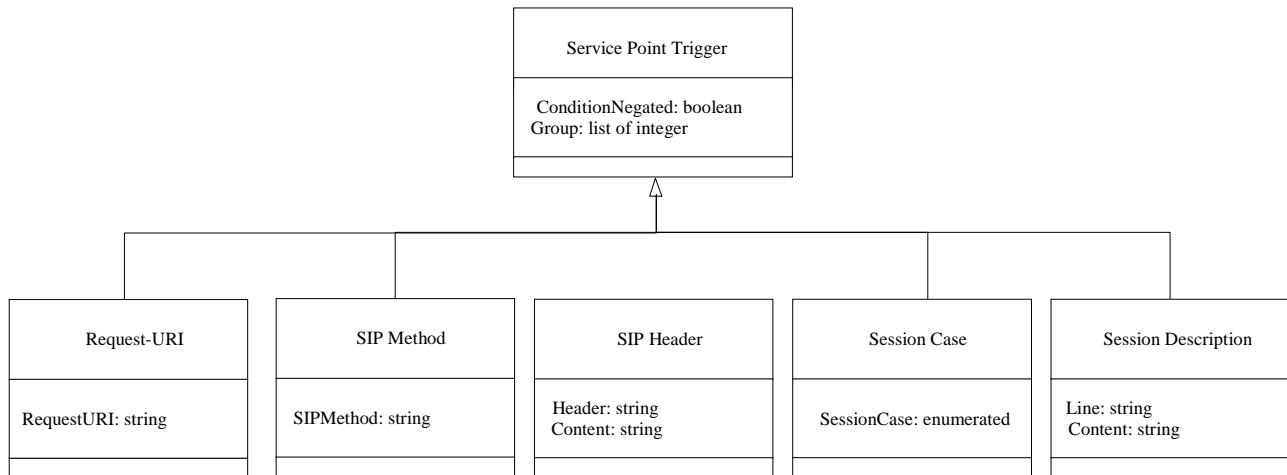 Service Point Trigger
ConditionNegated: boolean
Group: list of integer
Request-URI
SIP Method
SIP Header
Session Case
Session Description
RequestURI: string
SIPMethod: string
Header: string
Content: string
SessionCase: enumerated
Line: string
Content: string